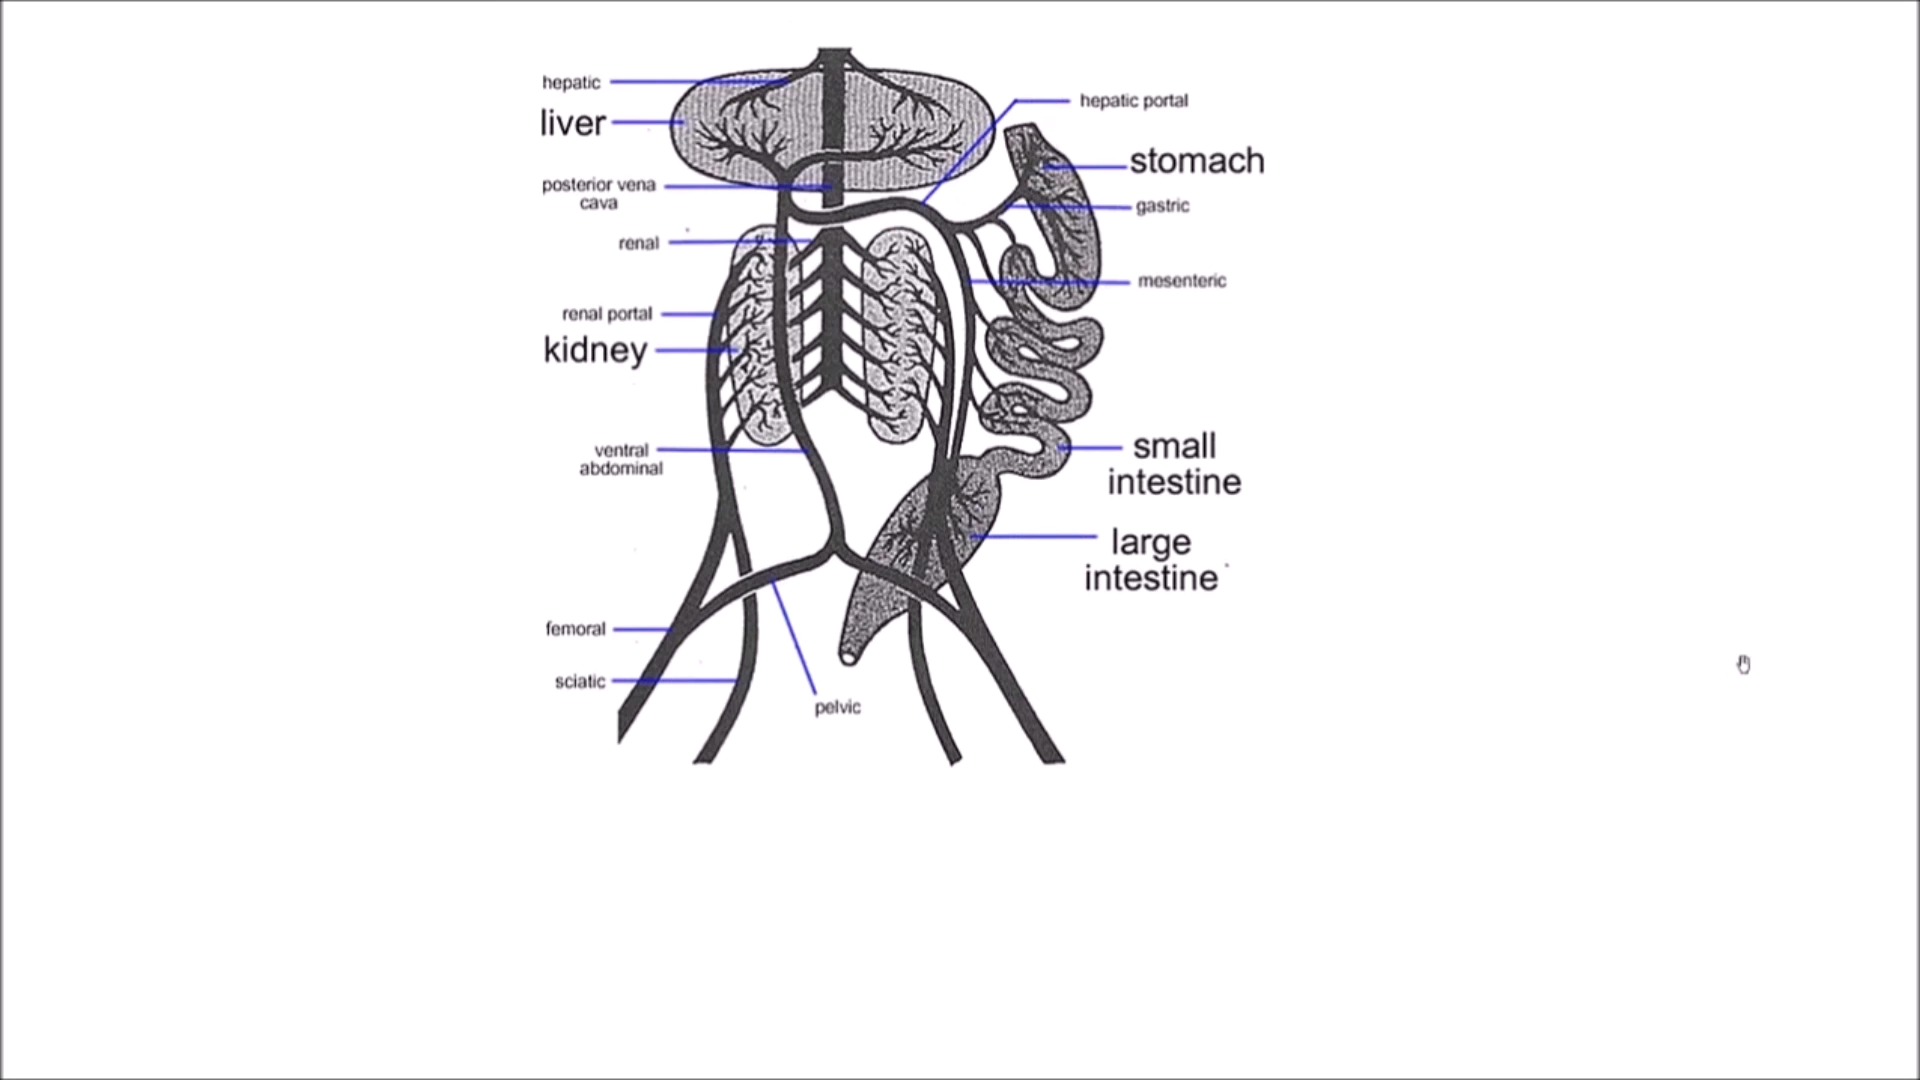 hepatic
liver
posterior vena
cava
renal
renal portal
kidney
ventral
abdominal
femoral
sciatic
pelvic
hepatic portal
stomach
gastric
mesenteric
small
intestine
large
intestine